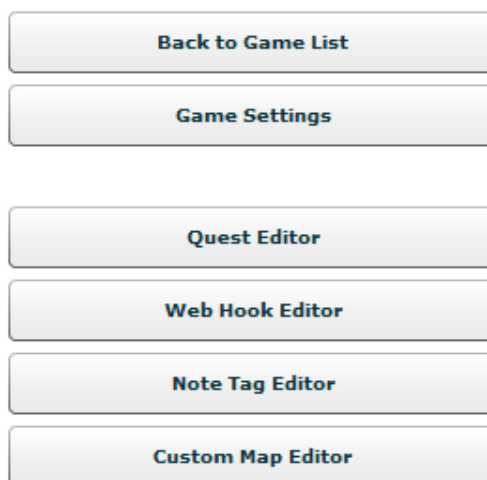 Back to Game List
Game Settings
Quest Editor
Web Hook Editor
Note Tag Editor
Custom Map Editor